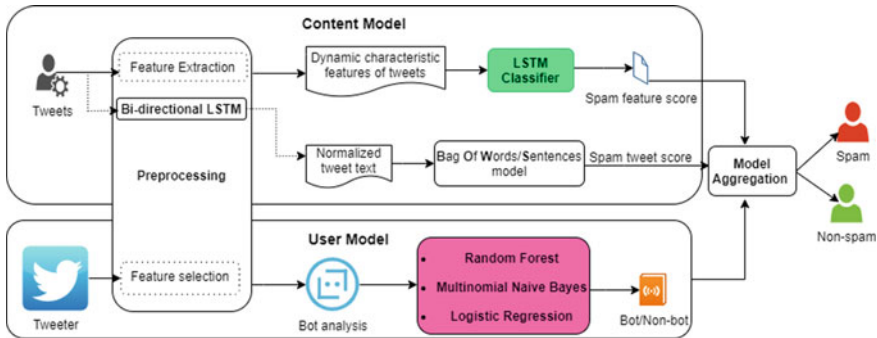 Content Model
Tweets
Feature Extraction
Bi-directional LSTM
Preprocessing
Dynamic characteristic
features of tweets
LSTM
Classifier
Spam feature score
Normalized
tweet text
Bag Of Words/Sentences
model
Spam tweet score
Model
Aggregation
Spam
Non-spam
User Model
Tweeter
Feature selection
Bot analysis
• Random Forest
• Multinomial Naive Bayes
• Logistic Regression
Bot/Non-bot